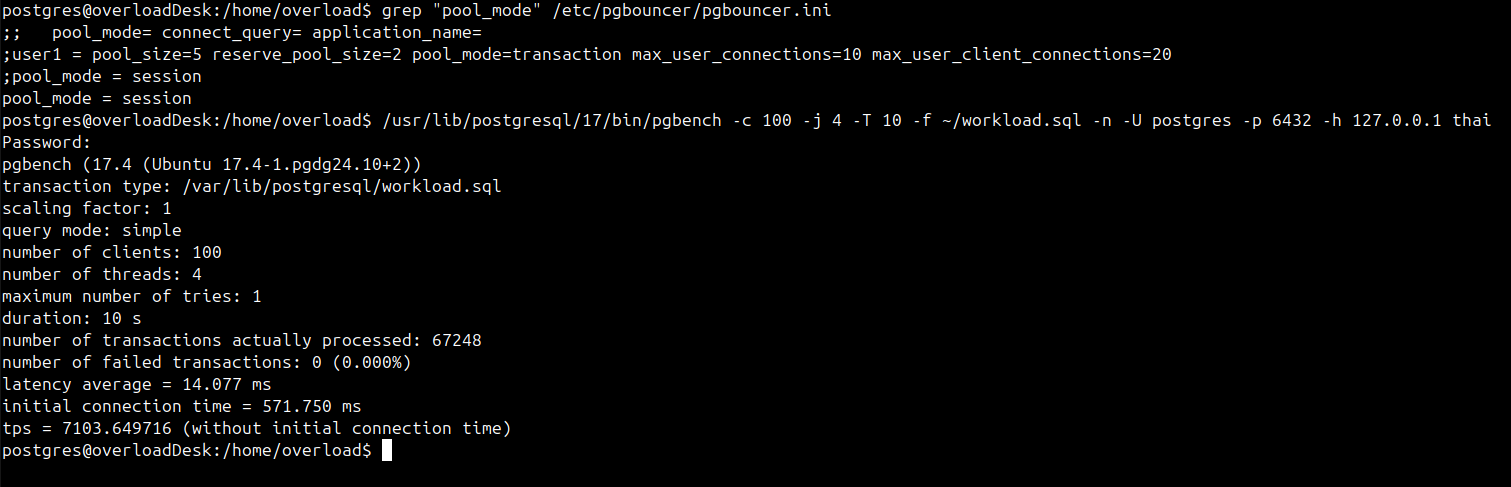 postgres@overloadDesk:/home/overload$ grep "pool_mode" /etc/pgbouncer/pgbouncer.ini
;;   pool_mode= connect_query= application_name=
;user1 = pool_size=5 reserve_pool_size=2 pool_mode=transaction max_user_connections=10 max_user_client_connections=20
;pool_mode = session
pool_mode = session
postgres@overloadDesk:/home/overload$ /usr/lib/postgresql/17/bin/pgbench -c 100 -j 4 -T 10 -f ~/workload.sql -n -U postgres -p 6432 -h 127.0.0.1 thai
Password:
pgbench (17.4 (Ubuntu 17.4-1.pgdg24.10+2))
transaction type: /var/lib/postgresql/workload.sql
scaling factor: 1
query mode: simple
number of clients: 100
number of threads: 4
maximum number of tries: 1
duration: 10 s
number of transactions actually processed: 67248
number of failed transactions: 0 (0.000%)
latency average = 14.077 ms
initial connection time = 571.750 ms
tps = 7103.649716 (without initial connection time)
postgres@overloadDesk:/home/overload$